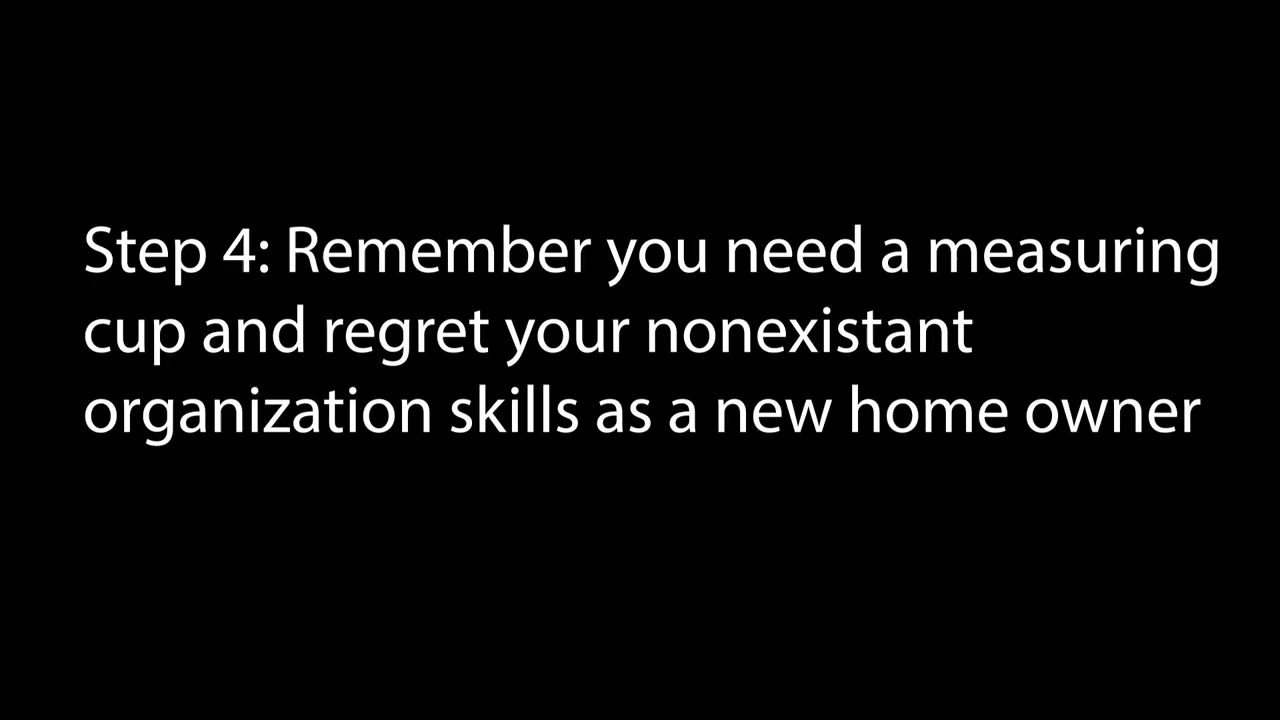 Step 4: Remember you need a measuring
cup and regret your nonexistant
organization skills as a new home owner